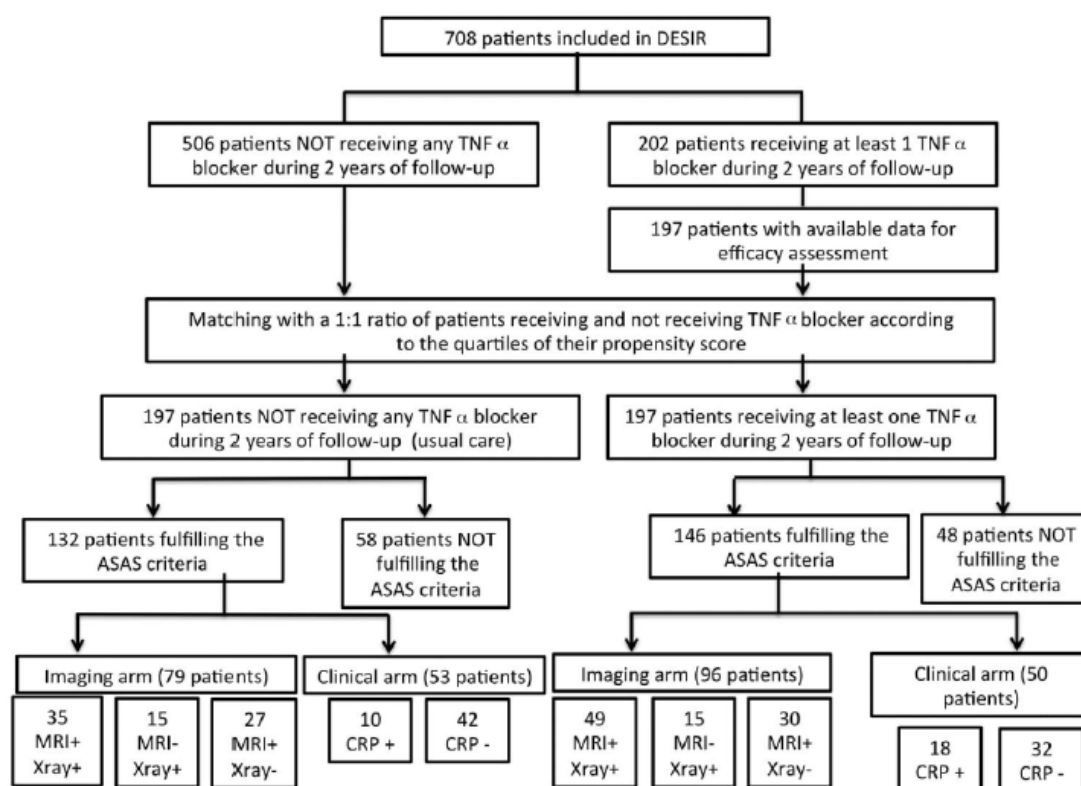 708 patients included in DESIR
506 patients NOT receiving any TNF α
blocker during 2 years of follow-up
202 patients receiving at least 1 TNF α
blocker during 2 years of follow-up
197 patients with available data for
efficacy assessment
Matching with a 1:1 ratio of patients receiving and not receiving TNF α blocker according
to the quartiles of their propensity score
197 patients NOT receiving any TNF α blocker
during 2 years of follow-up (usual care)
197 patients receiving at least one TNF α
blocker during 2 years of follow-up
132 patients fulfilling the
ASAS criteria
58 patients NOT
fulfilling the
ASAS criteria
146 patients fulfilling the
ASAS criteria
48 patients NOT
fulfilling the
ASAS criteria
Imaging arm (79 patients)
35
MRI+
Xray+
15
MRI-
Xray+
27
MRI+
Xray-
Clinical arm (53 patients)
10
CRP +
42
CRP -
Imaging arm (96 patients)
49
MRI+
Xray+
15
MRI-
Xray+
30
MRI+
Xray-
Clinical arm (50
patients)
18
CRP +
32
CRP -